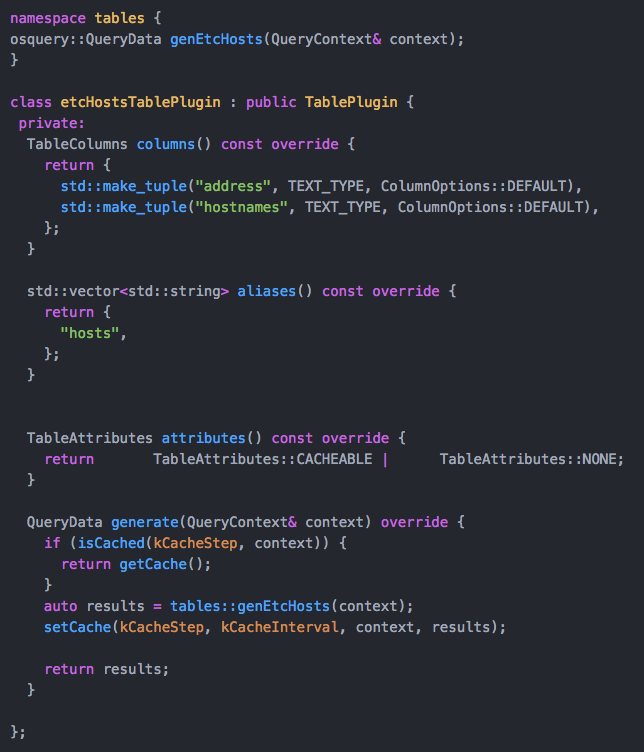 namespace tables {
osquery::QueryData genEtcHosts(QueryContext& context);
}

class etcHostsTablePlugin : public TablePlugin {
 private:
  TableColumns columns() const override {
    return {
      std::make_tuple("address", TEXT_TYPE, ColumnOptions::DEFAULT),
      std::make_tuple("hostnames", TEXT_TYPE, ColumnOptions::DEFAULT),
    };
  }

  std::vector<std::string> aliases() const override {
    return {
      "hosts",
    };
  }


  TableAttributes attributes() const override {
    return       TableAttributes::CACHEABLE |      TableAttributes::NONE;
  }

  QueryData generate(QueryContext& context) override {
    if (isCached(kCacheStep, context)) {
      return getCache();
    }
    auto results = tables::genEtcHosts(context);
    setCache(kCacheStep, kCacheInterval, context, results);

    return results;
  }

};